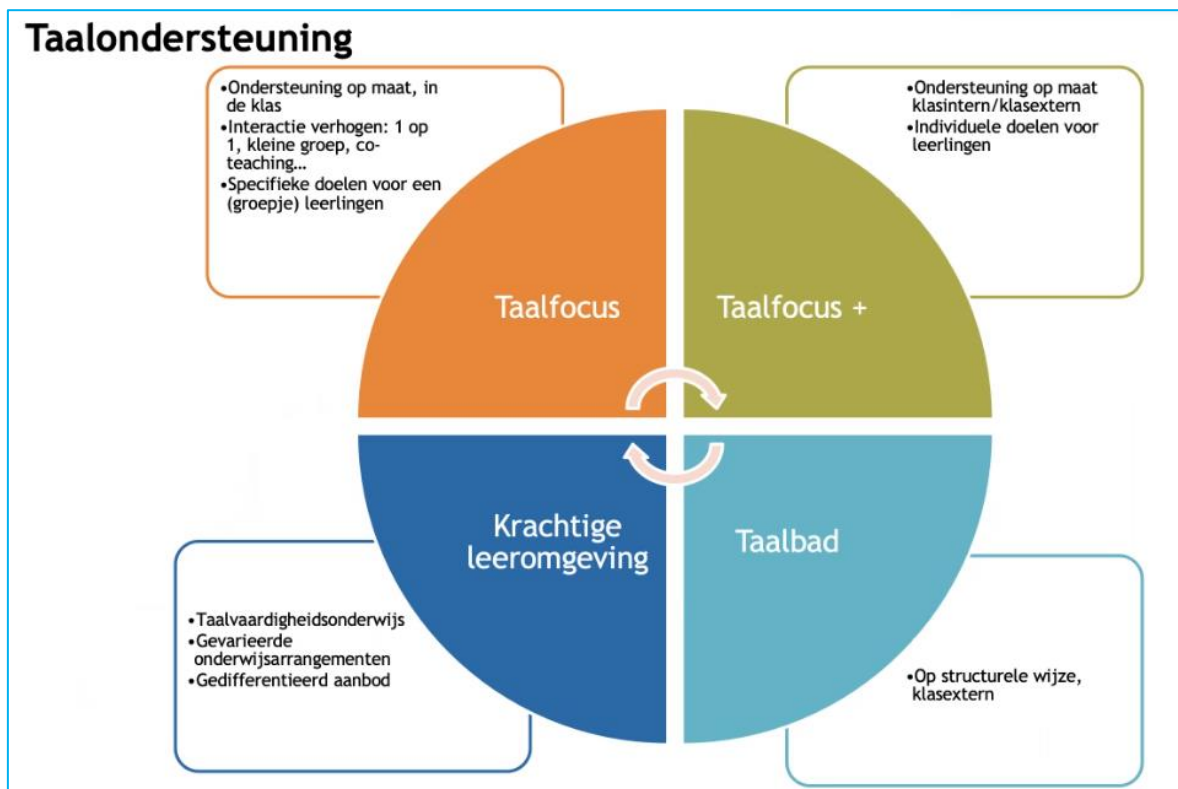 Taalondersteuning
•Ondersteuning op maat, in
de klas
•Interactie verhogen: 1 op
1, kleine groep, co-
teaching…
•Specifieke doelen voor een
(groepje) leerlingen
•Ondersteuning op maat
klasintern/klasextern
•Individuele doelen voor
leerlingen
Taalfocus
Taalfocus +
Krachtige
leeromgeving
Taalbad
•Taalvaardigheidsonderwijs
•Gevarieerde
onderwijsarrangementen
•Gedifferentieerd aanbod
•Op structurele wijze,
klasextern